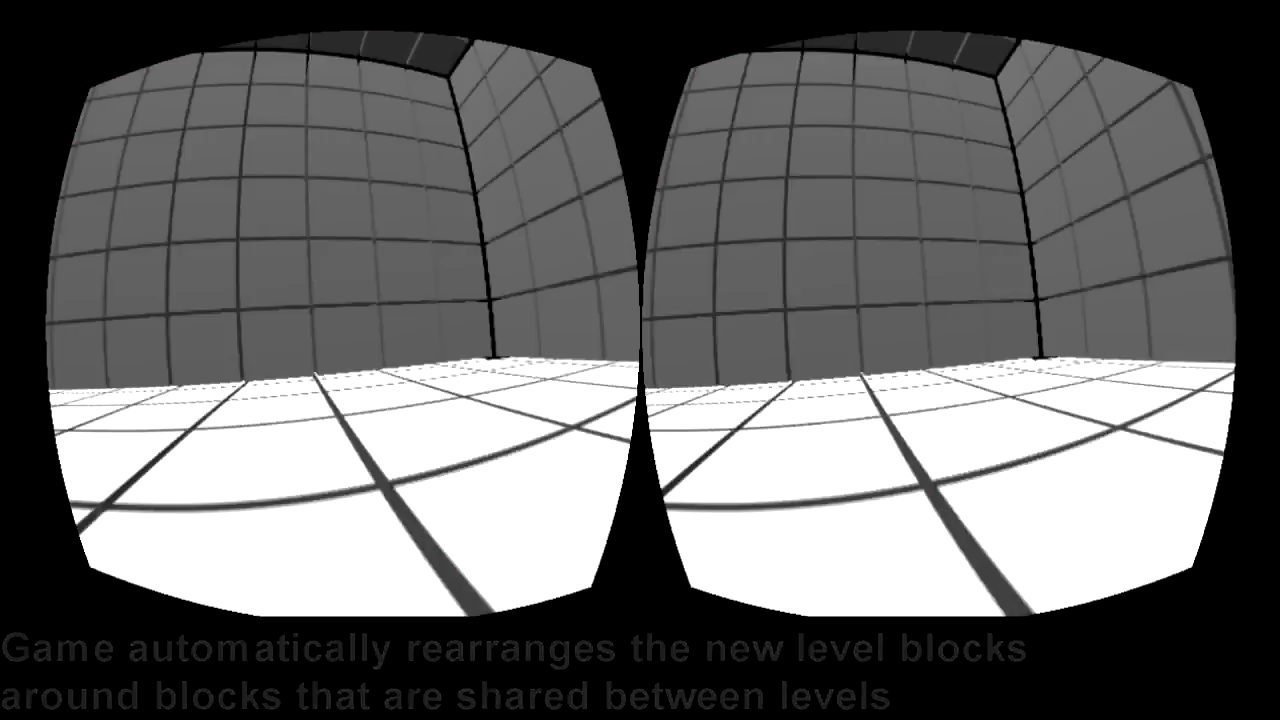 Game automatically rearranges the new level blocks
around blocks that are shared between levels